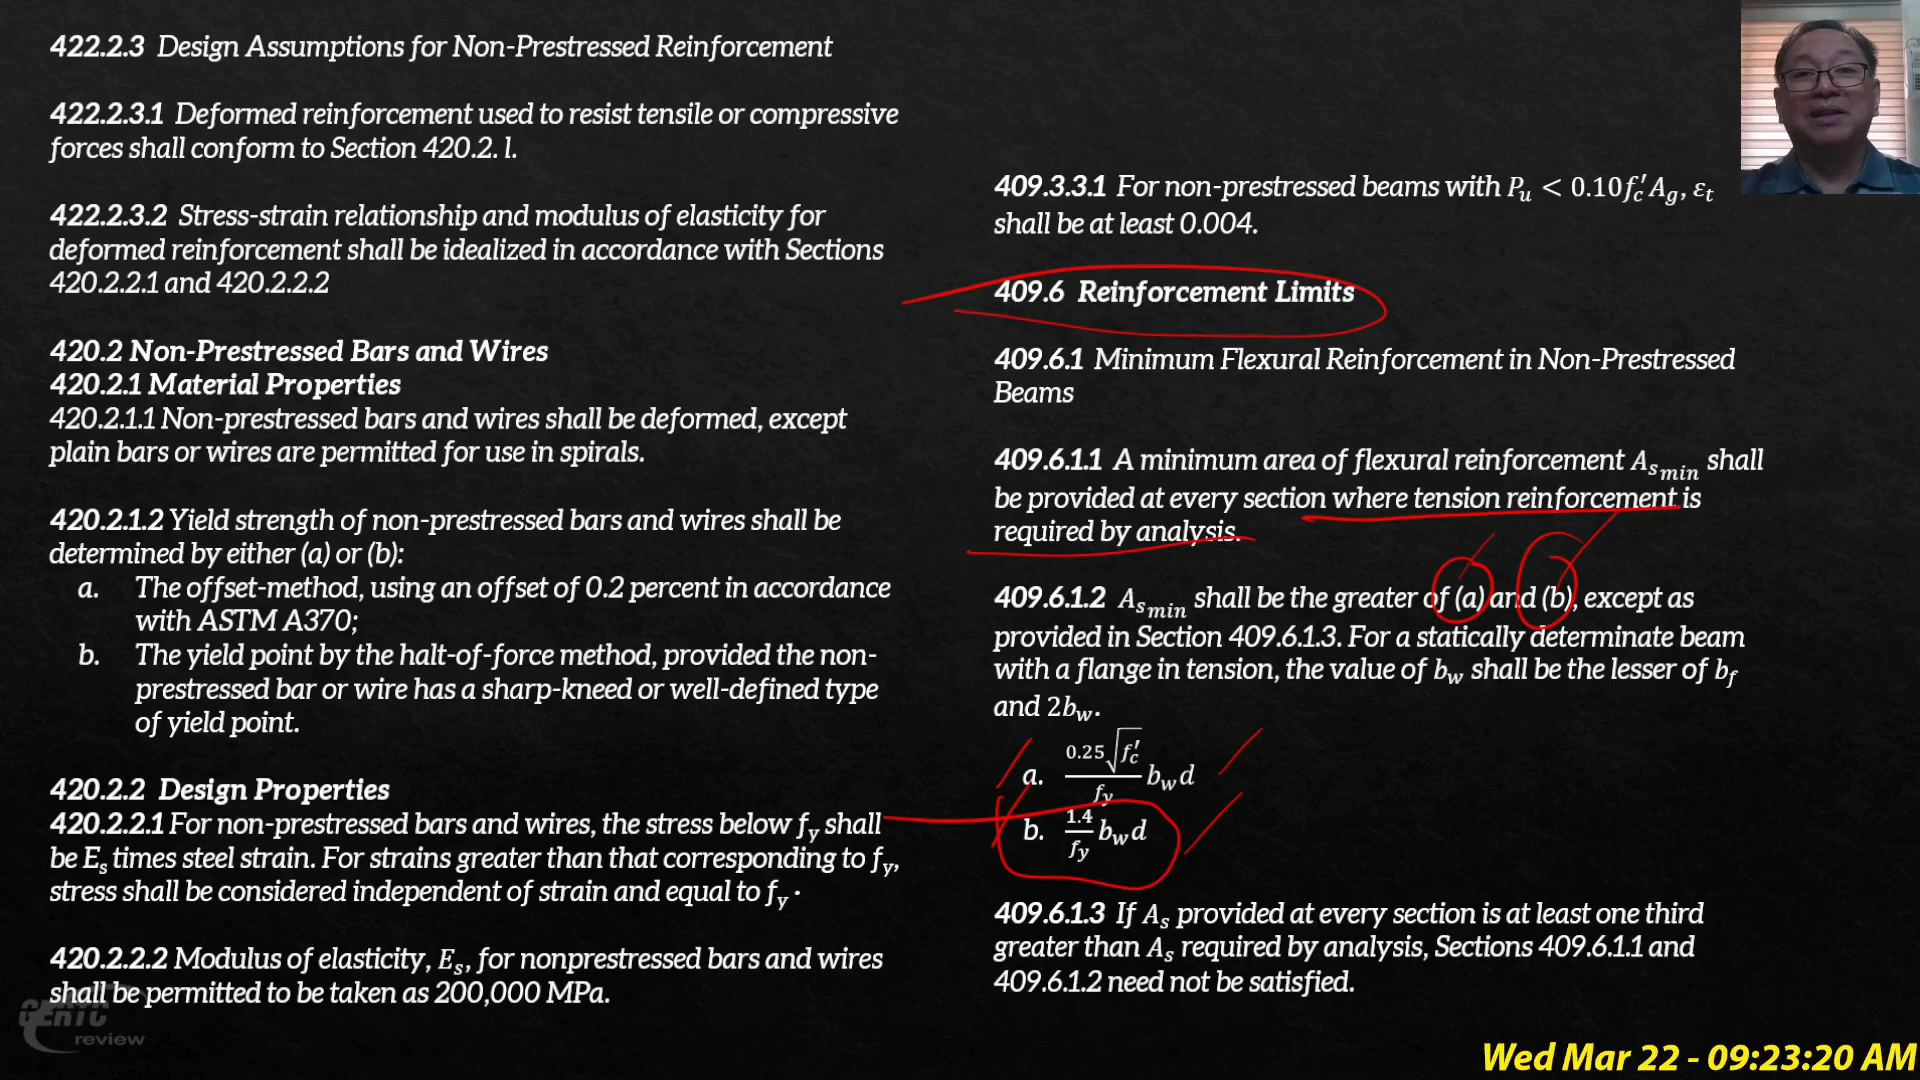 422.2.3 Design Assumptions for Non-Prestressed Reinforcement
422.2.3.1 Deformed reinforcement used to resist tensile or compressive
forces shall conform to Section 420.2. l.
422.2.3.2 Stress-strain relationship and modulus of elasticity for
deformed reinforcement shall be idealized in accordance with Sections
420.2.2.1 and 420.2.2.2
420.2 Non-Prestressed Bars and Wires
420.2.1 Material Properties
420.2.1.1 Non-prestressed bars and wires shall be deformed, except
plain bars or wires are permitted for use in spirals.
420.2.1.2 Yield strength of non-prestressed bars and wires shall be
determined by either (a) or (b):
a. The offset-method, using an offset of 0.2 percent in accordance
with ASTM A370;
b. The yield point by the halt-of-force method, provided the non-
prestressed bar or wire has a sharp-kneed or well-defined type
of yield point.
420.2.2 Design Properties
420.2.2.1 For non-prestressed bars and wires, the stress below fy shall
be Es times steel strain. For strains greater than that corresponding to fy,
stress shall be considered independent of strain and equal to fy ·
420.2.2.2 Modulus of elasticity, Es, for nonprestressed bars and wires
shall be permitted to be taken as 200,000 MPa.
GERTC
review
409.3.3.1 For non-prestressed beams with Pu < 0.10f'c Ag, εt
shall be at least 0.004.
409.6 Reinforcement Limits
409.6.1 Minimum Flexural Reinforcement in Non-Prestressed
Beams
409.6.1.1 A minimum area of flexural reinforcement Asmin shall
be provided at every section where tension reinforcement is
required by analysis.
409.6.1.2 Asmin shall be the greater of (a) and (b), except as
provided in Section 409.6.1.3. For a statically determinate beam
with a flange in tension, the value of bw shall be the lesser of bf
and 2bw.
a. 0.25√f'c / fy bwd
b. 1.4 / fy bwd
409.6.1.3 If As provided at every section is at least one third
greater than As required by analysis, Sections 409.6.1.1 and
409.6.1.2 need not be satisfied.
Wed Mar 22 - 09:23:20 AM